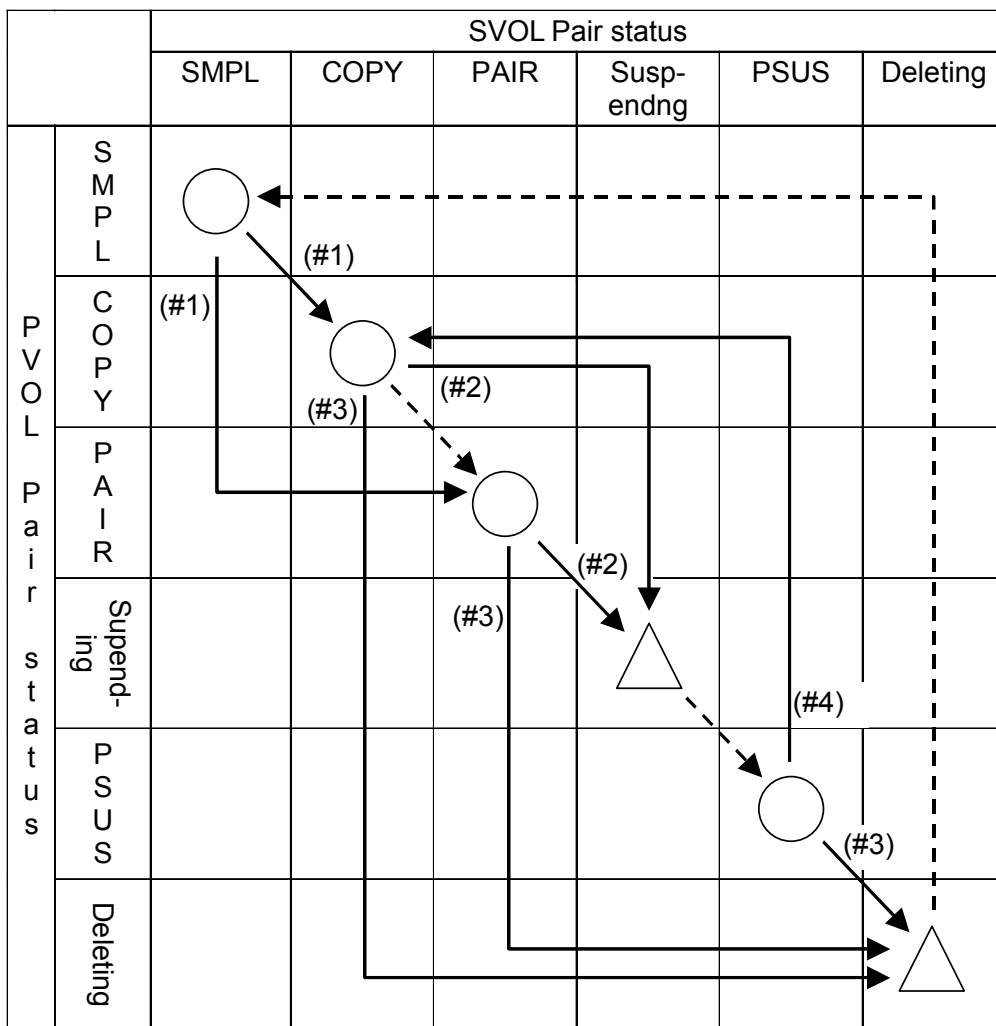 SVOL Pair status
SMPL COPY PAIR Susp-endng PSUS Deleting
PVOL Pair status
SMPL
(#1)
COPY
(#1)
(#2)
(#3)
PAIR
(#2)
Supend-
ing
(#3)
(#4)
PSUS
(#3)
Deleting